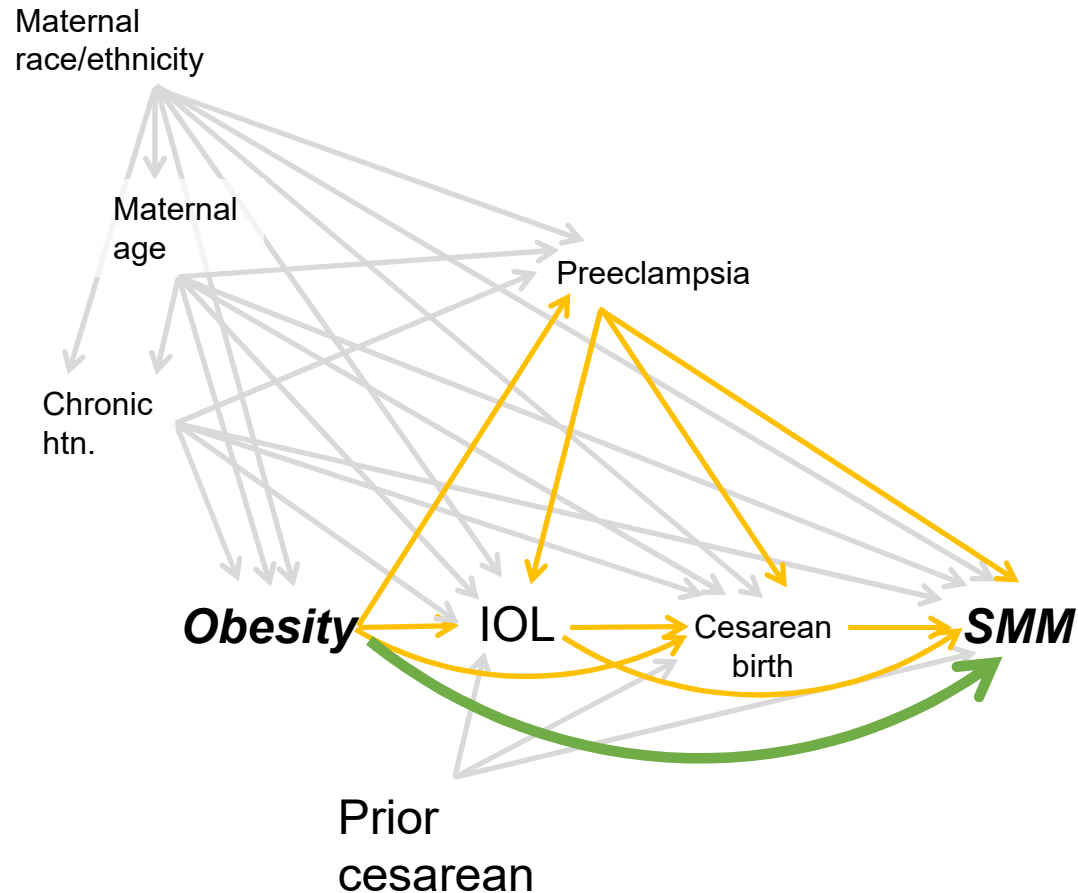 Maternal
race/ethnicity
Maternal
age
Preeclampsia
Chronic
htn.
Obesity
IOL
Cesarean
birth
SMM
Prior
cesarean